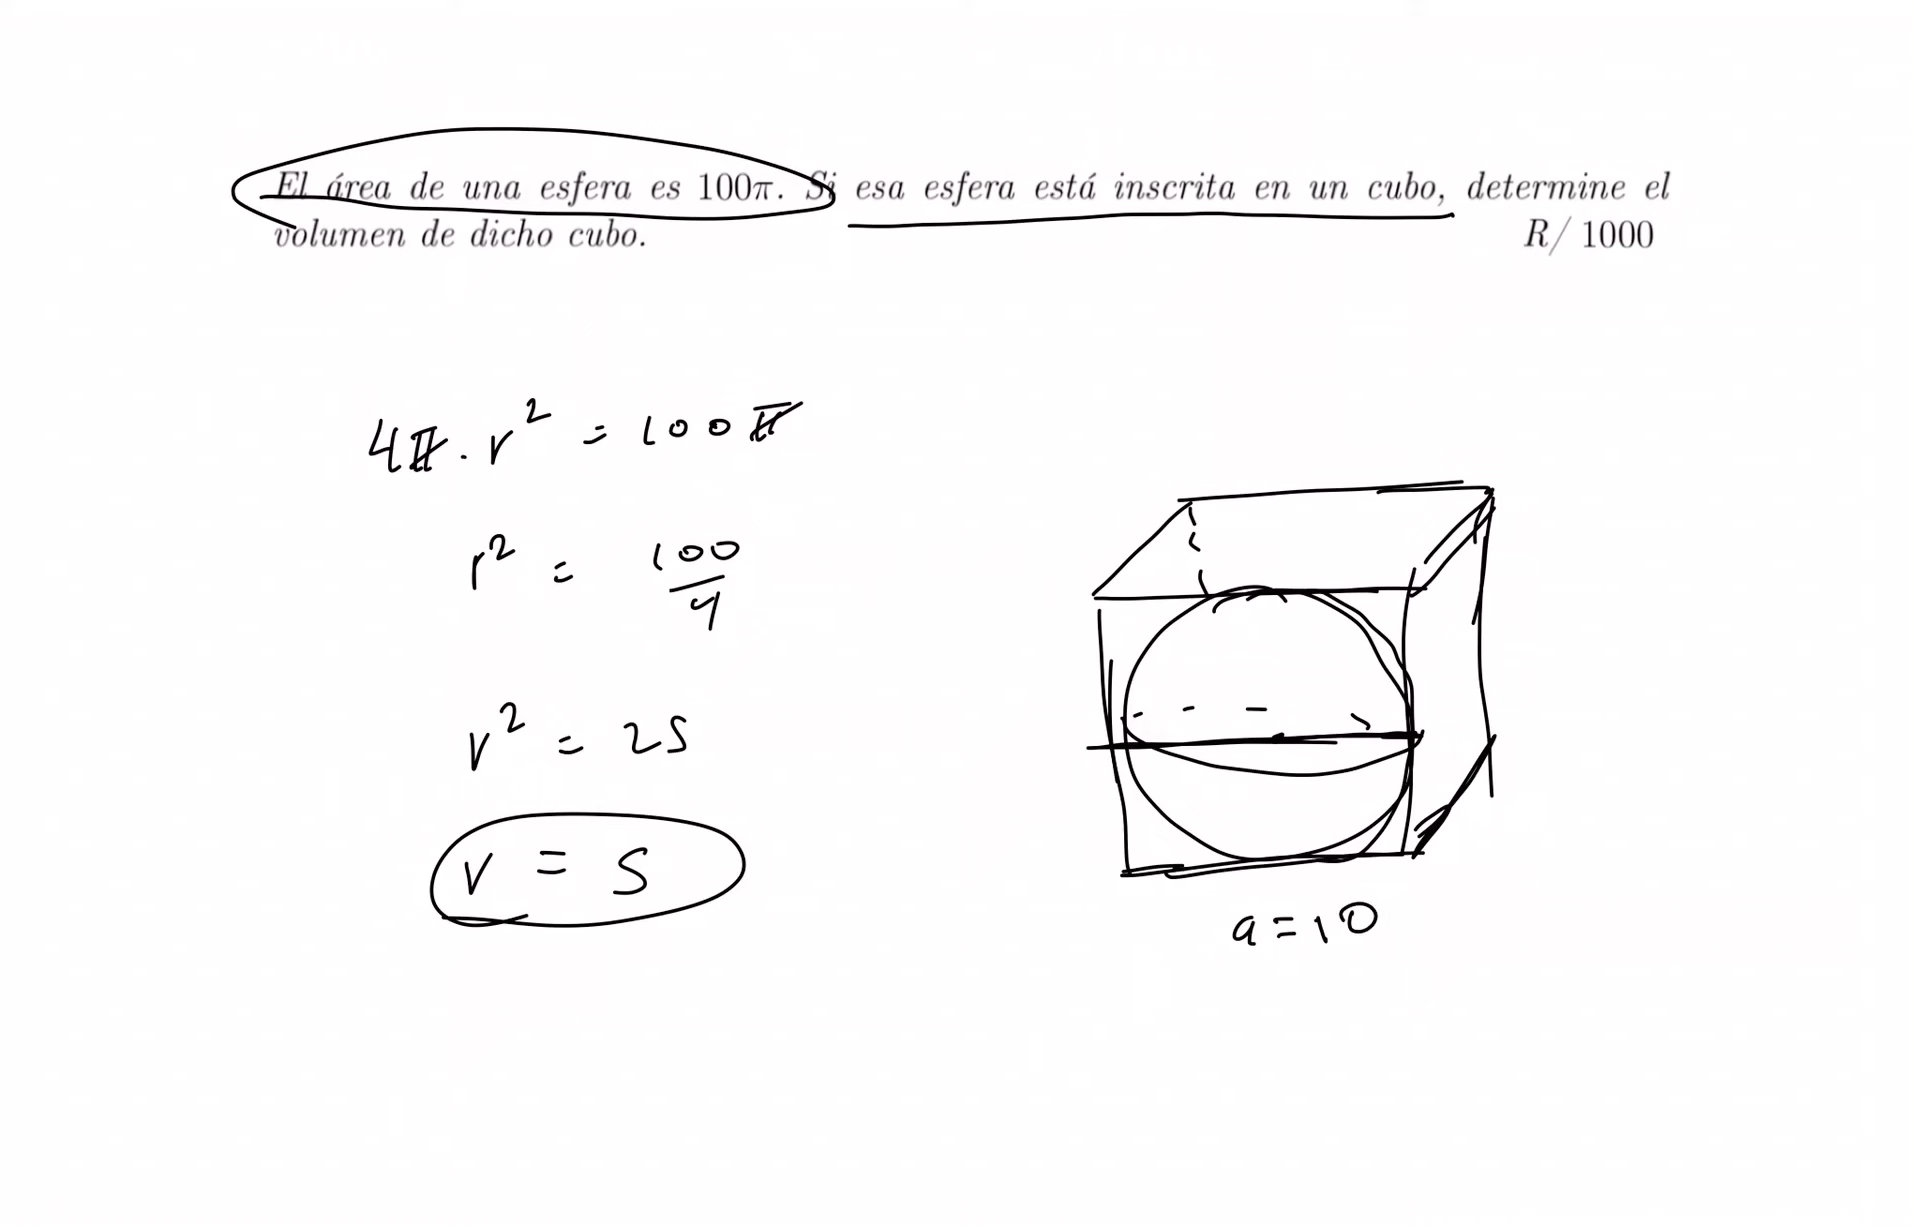 El área de una esfera es 100π. Si esa esfera está inscrita en un cubo, determine el
volumen de dicho cubo. R/ 1000
4π · r² = 100π
r² = 100/4
r² = 25
r = 5
a = 10